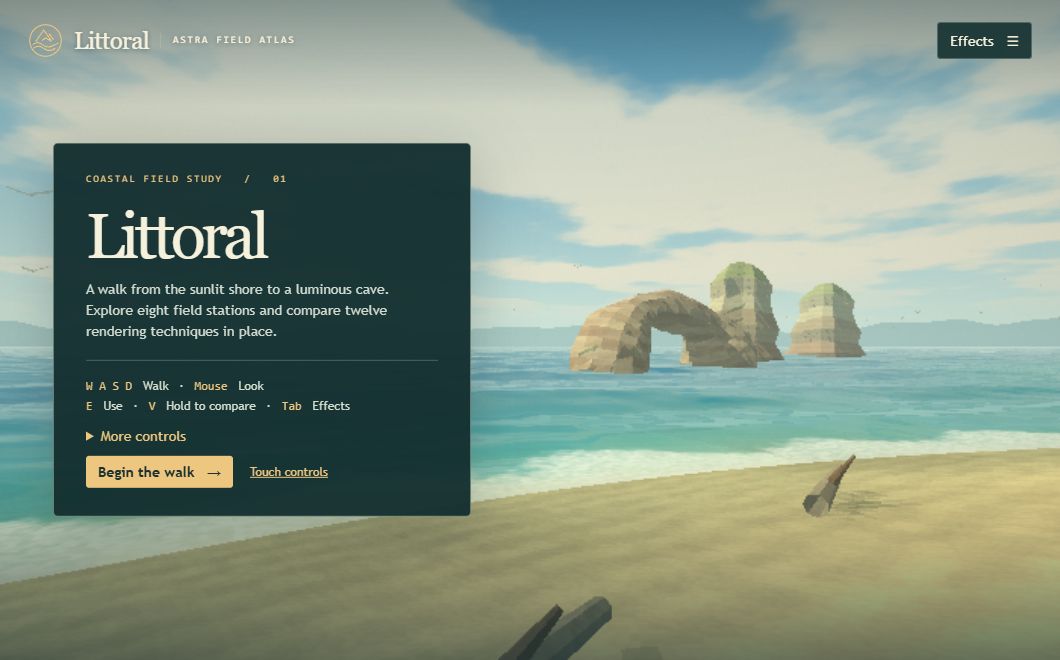 Littoral
ASTRA FIELD ATLAS
Effects
COASTAL FIELD STUDY / 01
Littoral
A walk from the sunlit shore to a luminous cave.
Explore eight field stations and compare twelve
rendering techniques in place.
W A S D Walk · Mouse Look
E Use · V Hold to compare · Tab Effects
More controls
Begin the walk →
Touch controls